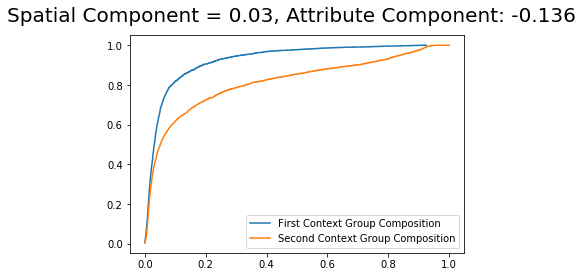 Spatial Component = 0.03, Attribute Component: -0.136
1.0
0.8
0.6
0.4
0.2
0.0
First Context Group Composition
Second Context Group Composition
0.0 0.2 0.4 0.6 0.8 1.0